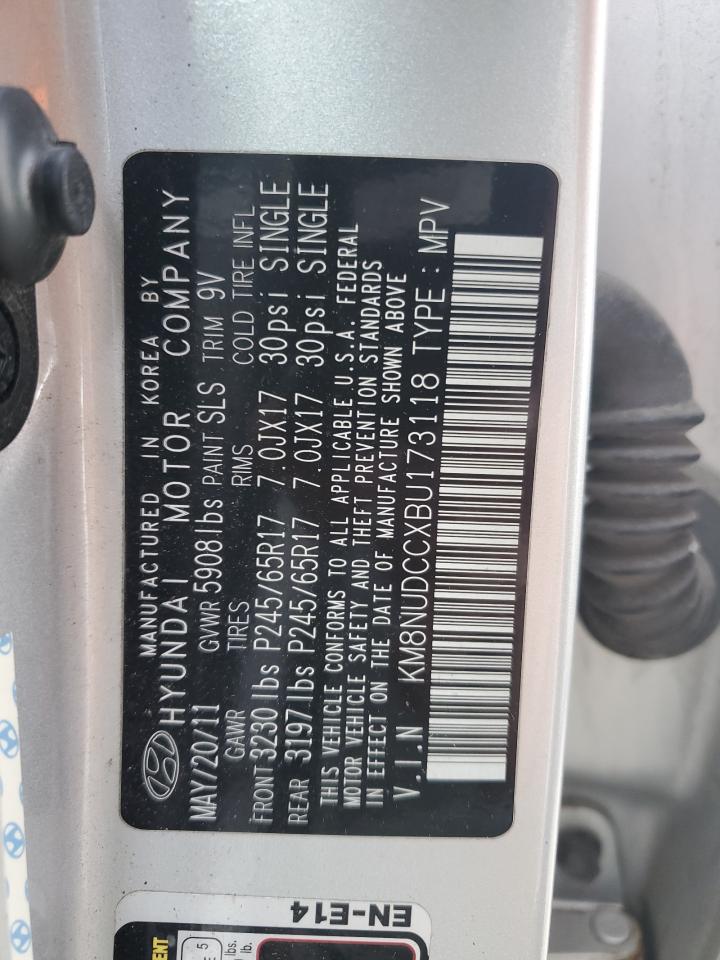 MANUFACTURED IN KOREA BY
HYUNDAI MOTOR COMPANY
MAY/20/11 GVWR 5908 lbs PAINT SLS TRIM 9V
GAWR TIRES RIMS COLD TIRE INFL
FRONT 3230 lbs P245/65R17 7.0JX17 30psi SINGLE
REAR 3197 lbs P245/65R17 7.0JX17 30psi SINGLE
THIS VEHICLE CONFORMS TO ALL APPLICABLE U.S.A. FEDERAL
MOTOR VEHICLE SAFETY AND THEFT PREVENTION STANDARDS
IN EFFECT ON THE DATE OF MANUFACTURE SHOWN ABOVE
V.I.N KM8NUDCCXBU173118 TYPE : MPV
EN-E14
5
lbs.
lb.